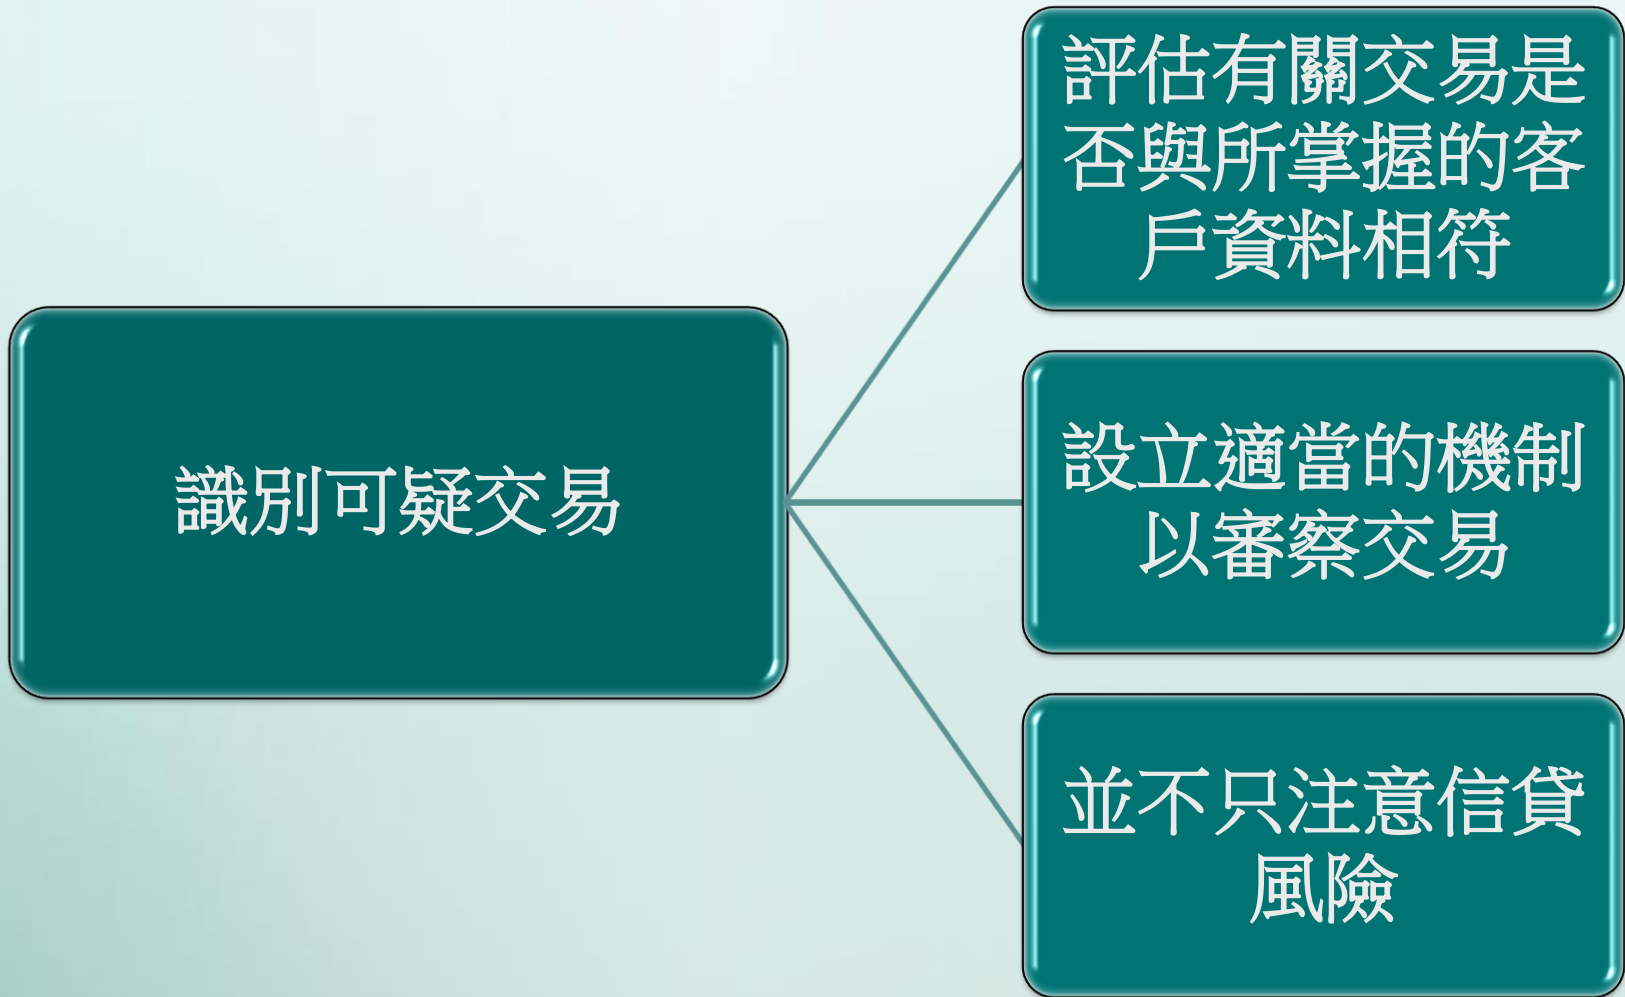 識別可疑交易
評估有關交易是
否與所掌握的客
戶資料相符
設立適當的機制
以審察交易
並不只注意信貸
風險